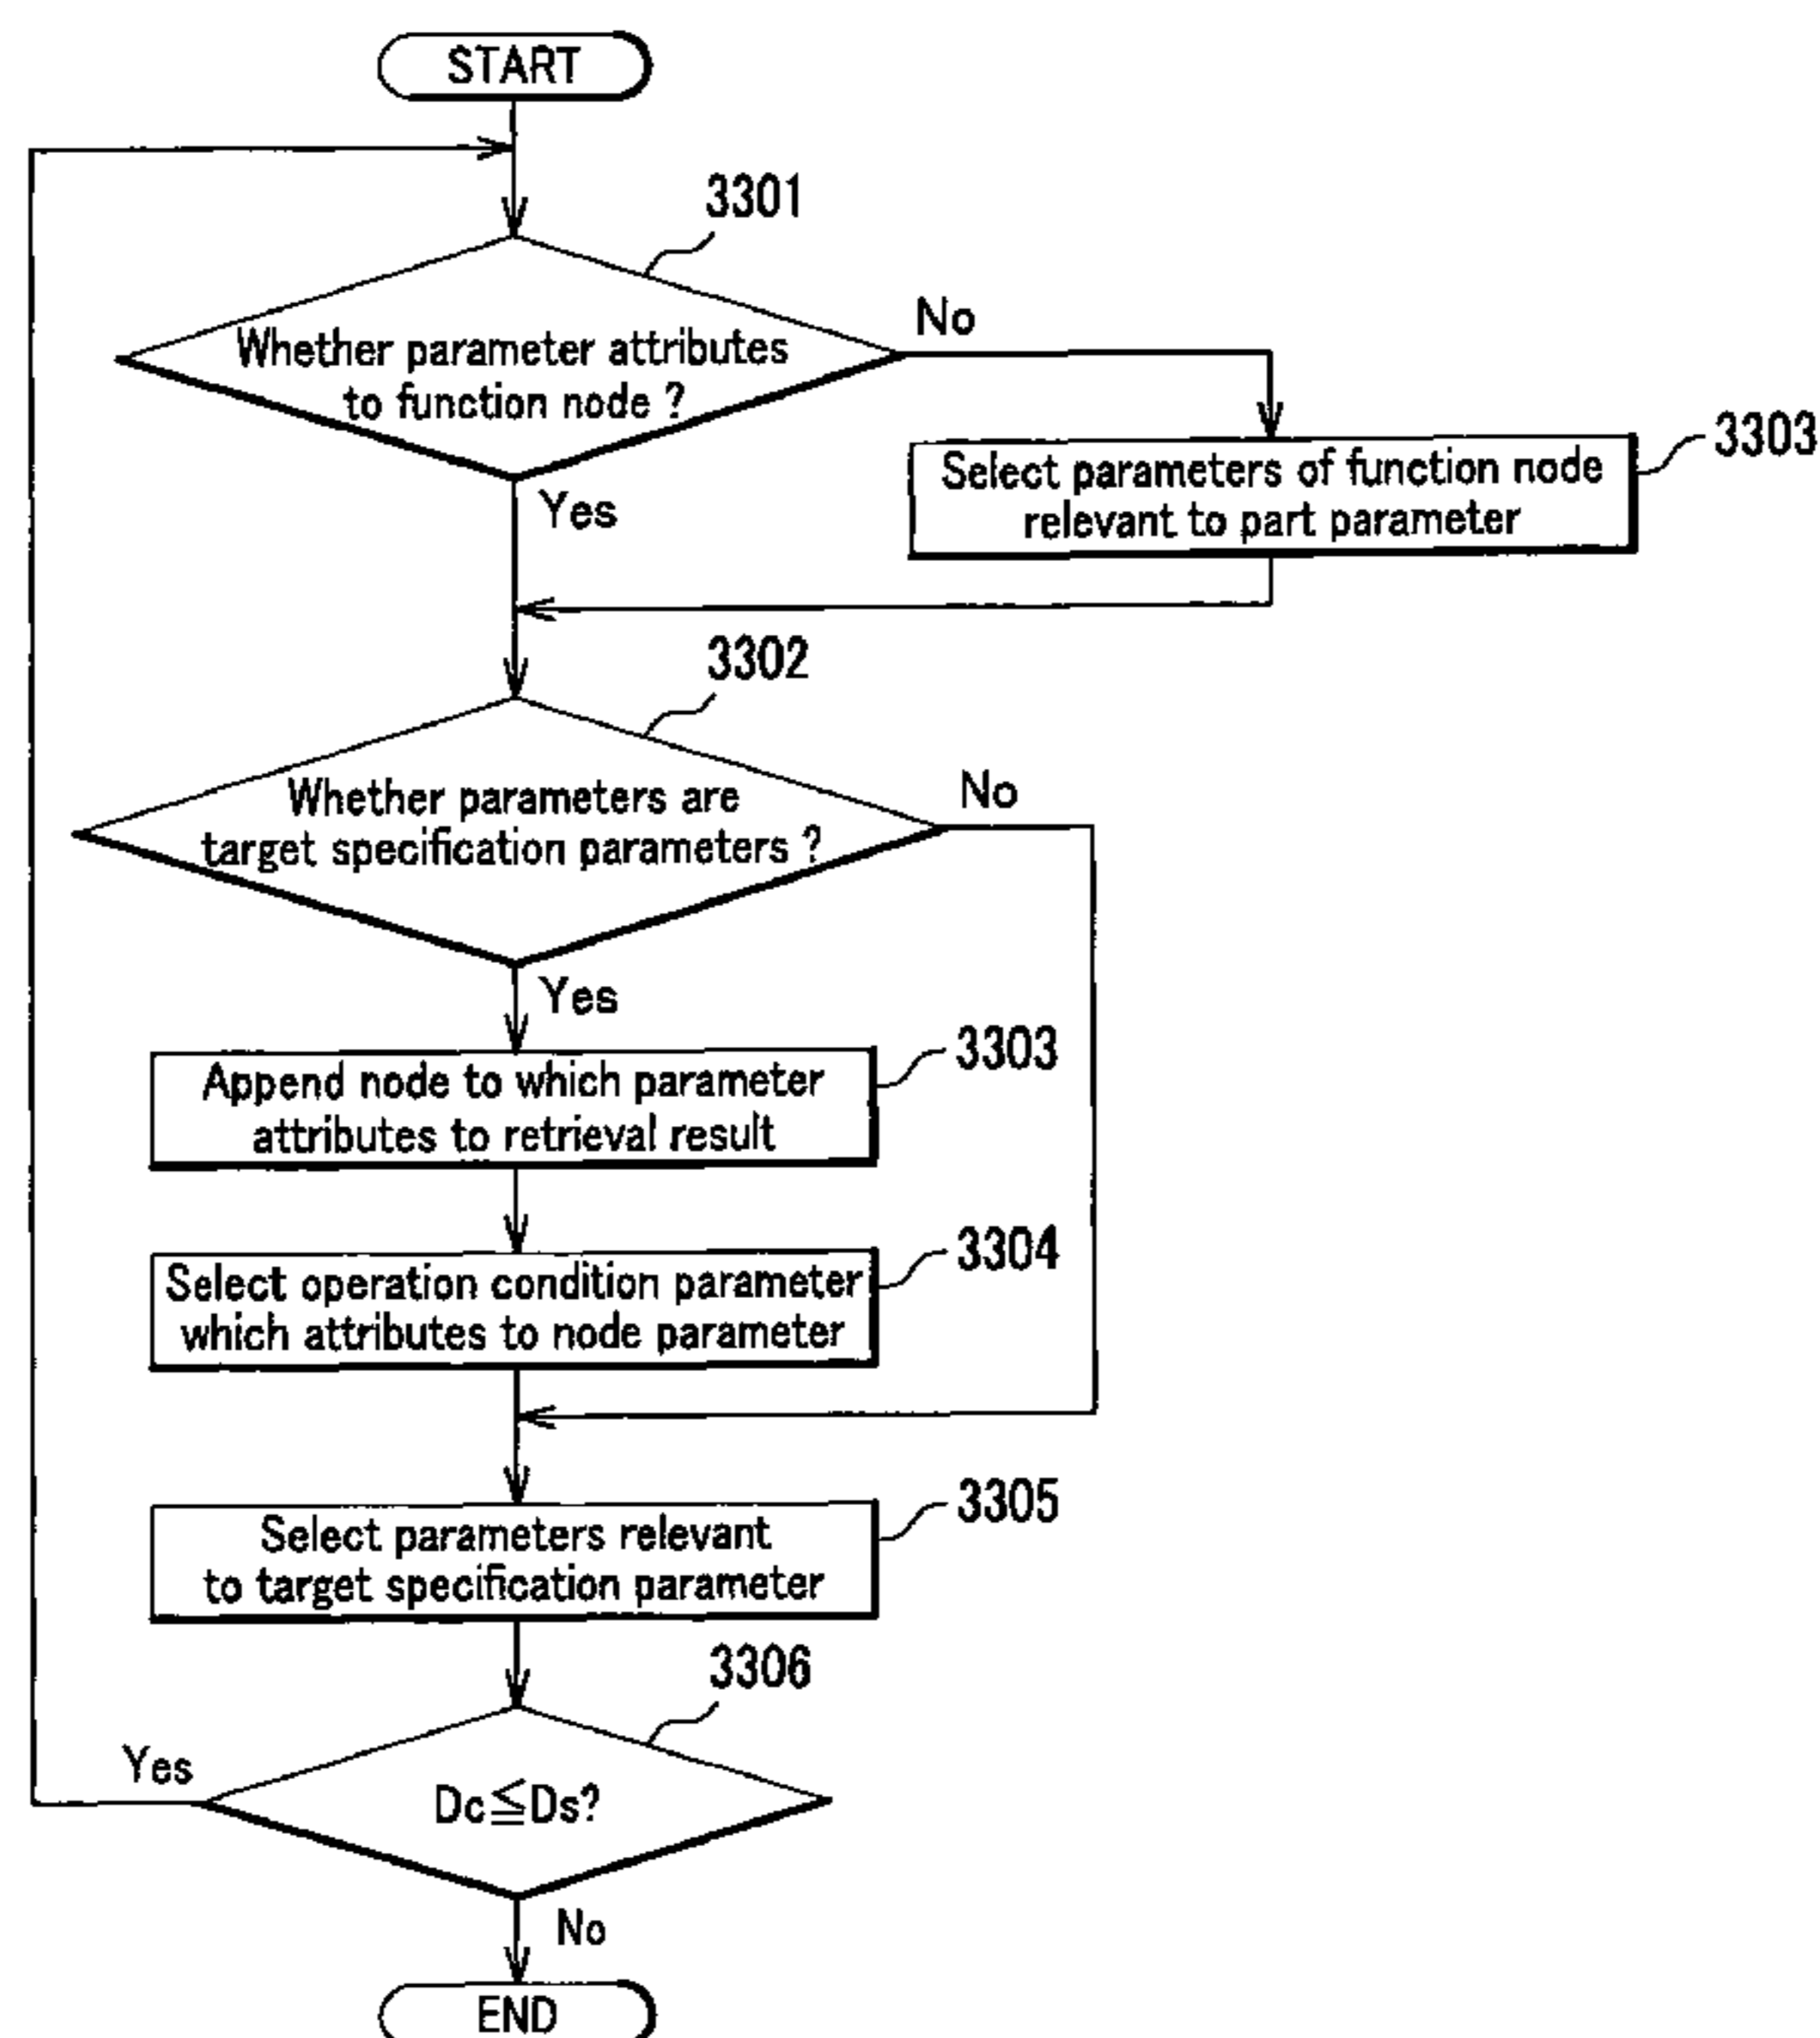 START
3301
Whether parameter attributes
to function node ?
No
Yes
3303
Select parameters of function node
relevant to part parameter
3302
Whether parameters are
target specification parameters ?
No
Yes
3303
Append node to which parameter
attributes to retrieval result
3304
Select operation condition parameter
which attributes to node parameter
3305
Select parameters relevant
to target specification parameter
3306
Dc≦Ds?
Yes
No
END